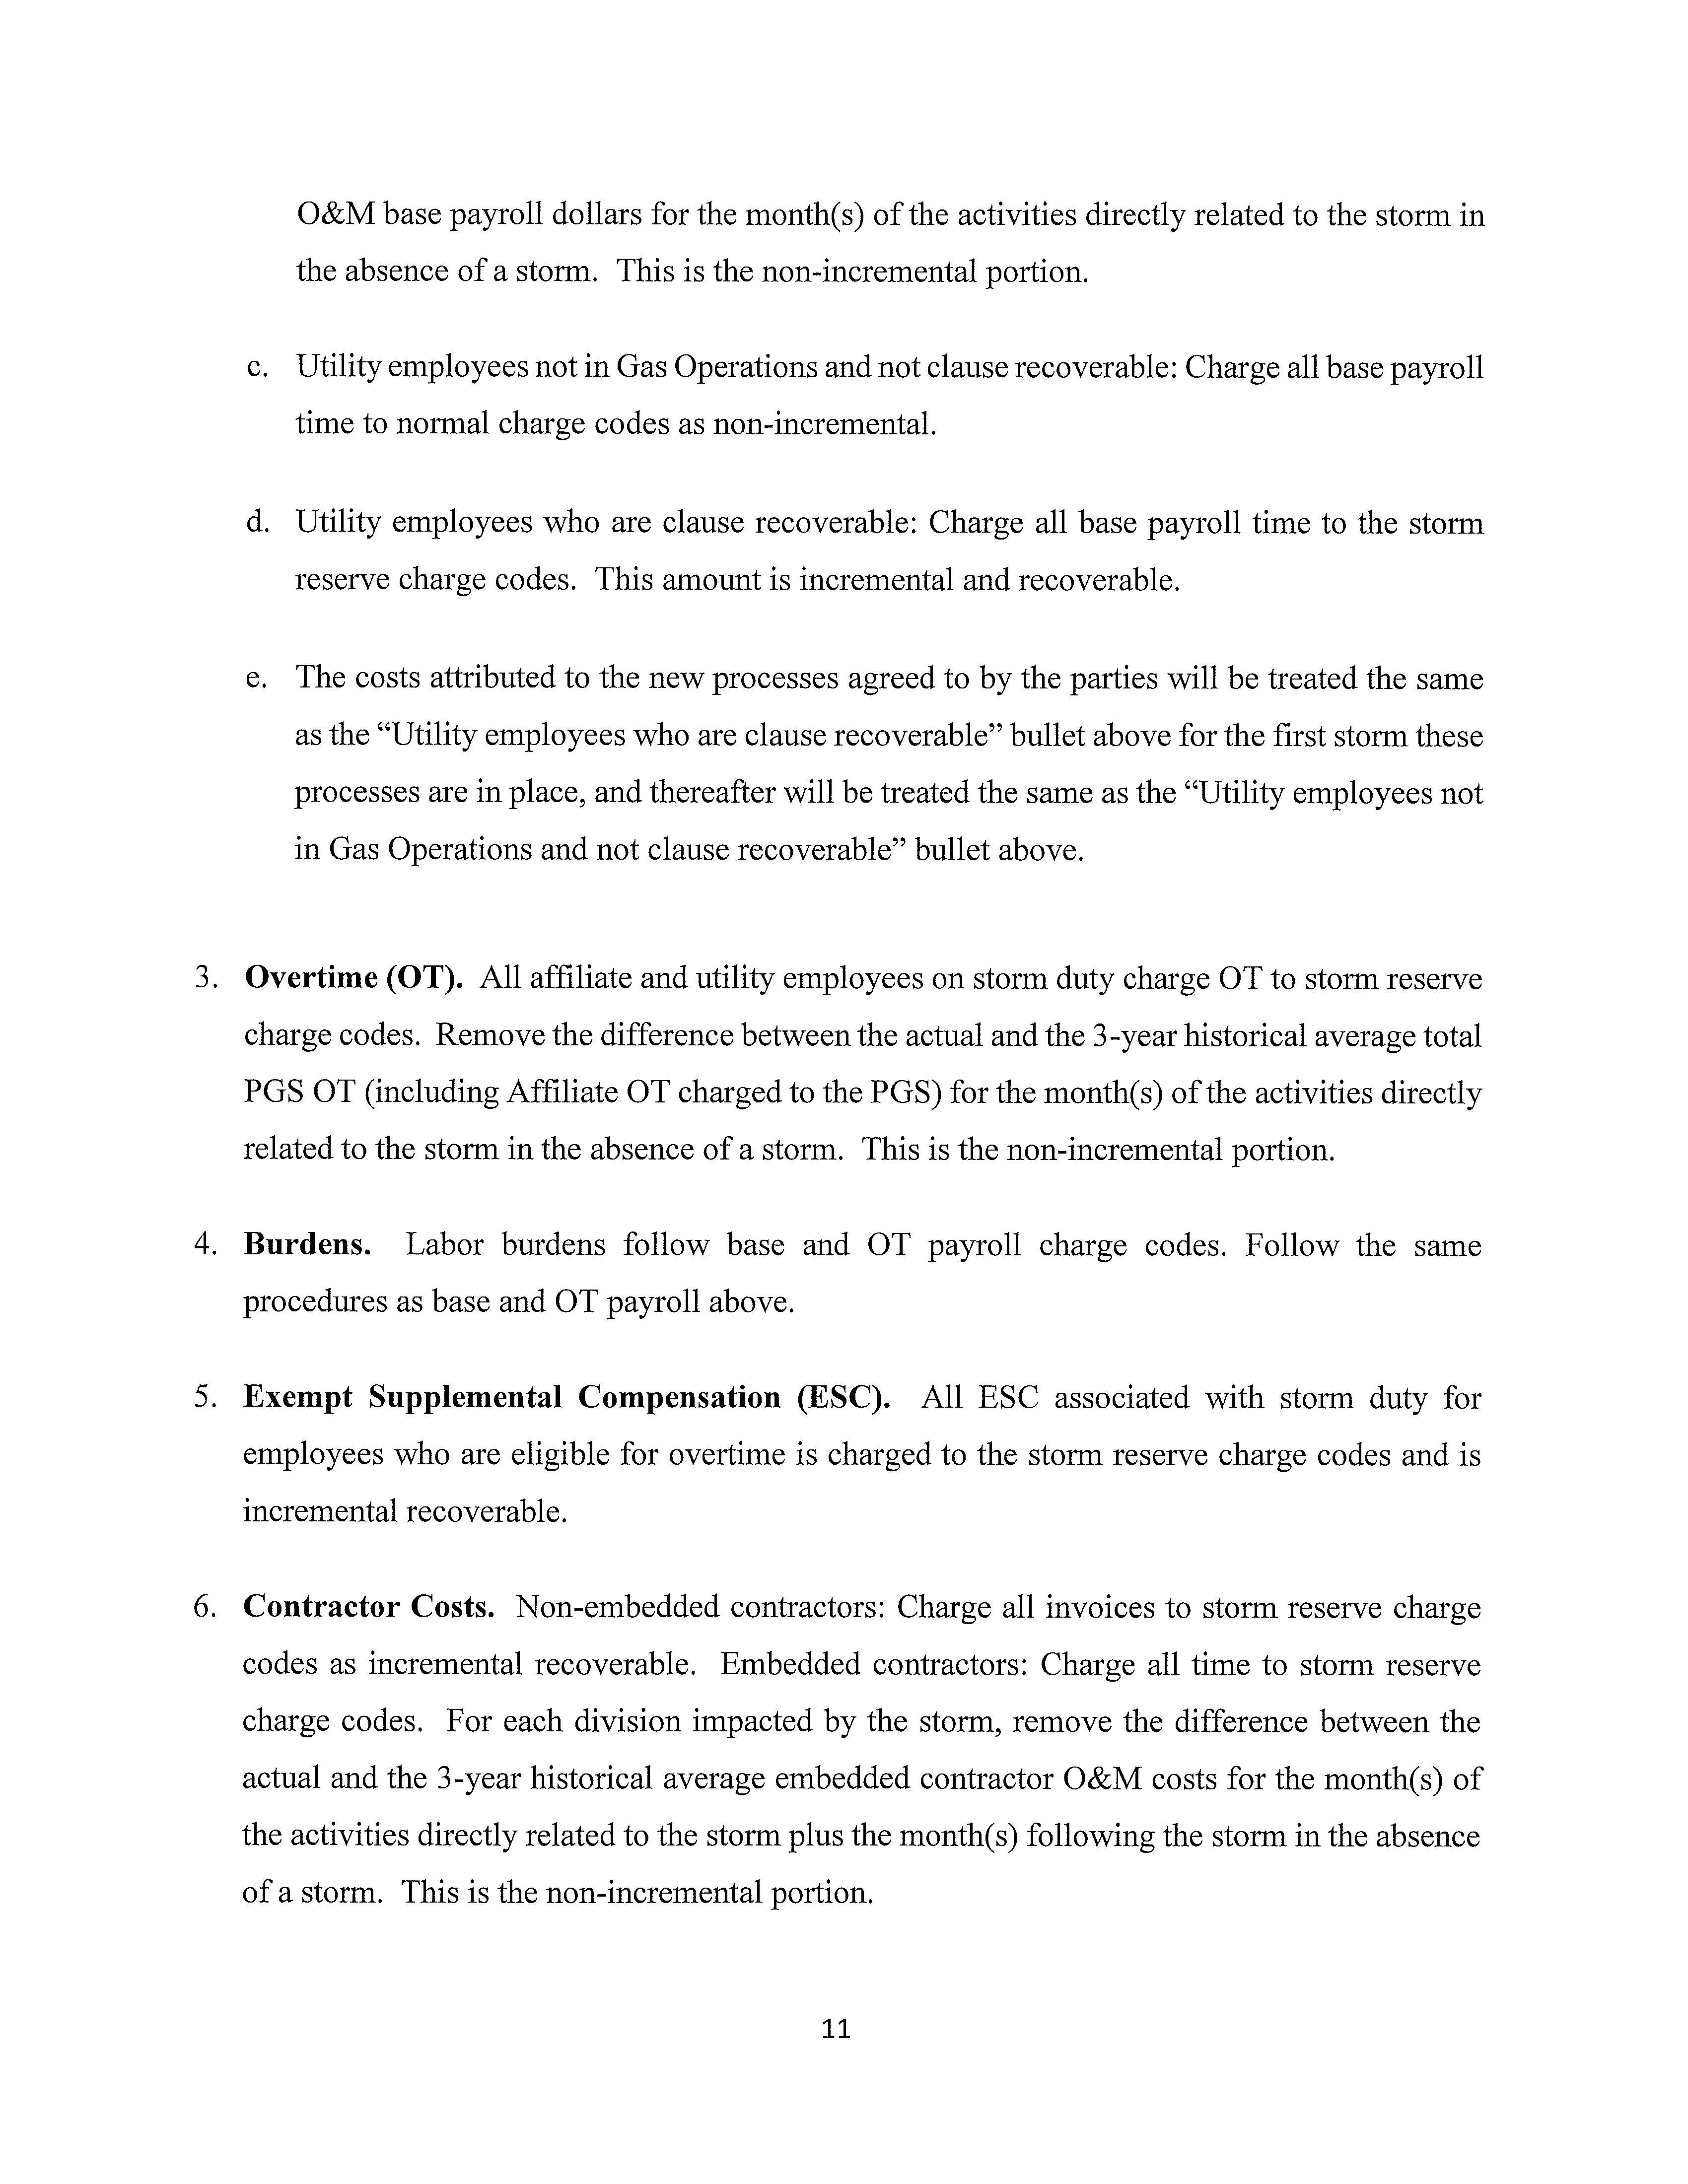 O&M base payroll dollars for the month(s) of the activities directly related to the storm in
the absence of a storm.  This is the non-incremental portion.
c. Utility employees not in Gas Operations and not clause recoverable: Charge all base payroll
time to normal charge codes as non-incremental.
d. Utility employees who are clause recoverable: Charge all base payroll time to the storm
reserve charge codes.  This amount is incremental and recoverable.
e. The costs attributed to the new processes agreed to by the parties will be treated the same
as the “Utility employees who are clause recoverable” bullet above for the first storm these
processes are in place, and thereafter will be treated the same as the “Utility employees not
in Gas Operations and not clause recoverable” bullet above.
3. Overtime (OT).  All affiliate and utility employees on storm duty charge OT to storm reserve
charge codes.  Remove the difference between the actual and the 3-year historical average total
PGS OT (including Affiliate OT charged to the PGS) for the month(s) of the activities directly
related to the storm in the absence of a storm.  This is the non-incremental portion.
4. Burdens.  Labor burdens follow base and OT payroll charge codes. Follow the same
procedures as base and OT payroll above.
5. Exempt Supplemental Compensation (ESC).  All ESC associated with storm duty for
employees who are eligible for overtime is charged to the storm reserve charge codes and is
incremental recoverable.
6. Contractor Costs.  Non-embedded contractors: Charge all invoices to storm reserve charge
codes as incremental recoverable.  Embedded contractors: Charge all time to storm reserve
charge codes.  For each division impacted by the storm, remove the difference between the
actual and the 3-year historical average embedded contractor O&M costs for the month(s) of
the activities directly related to the storm plus the month(s) following the storm in the absence
of a storm.  This is the non-incremental portion.
11